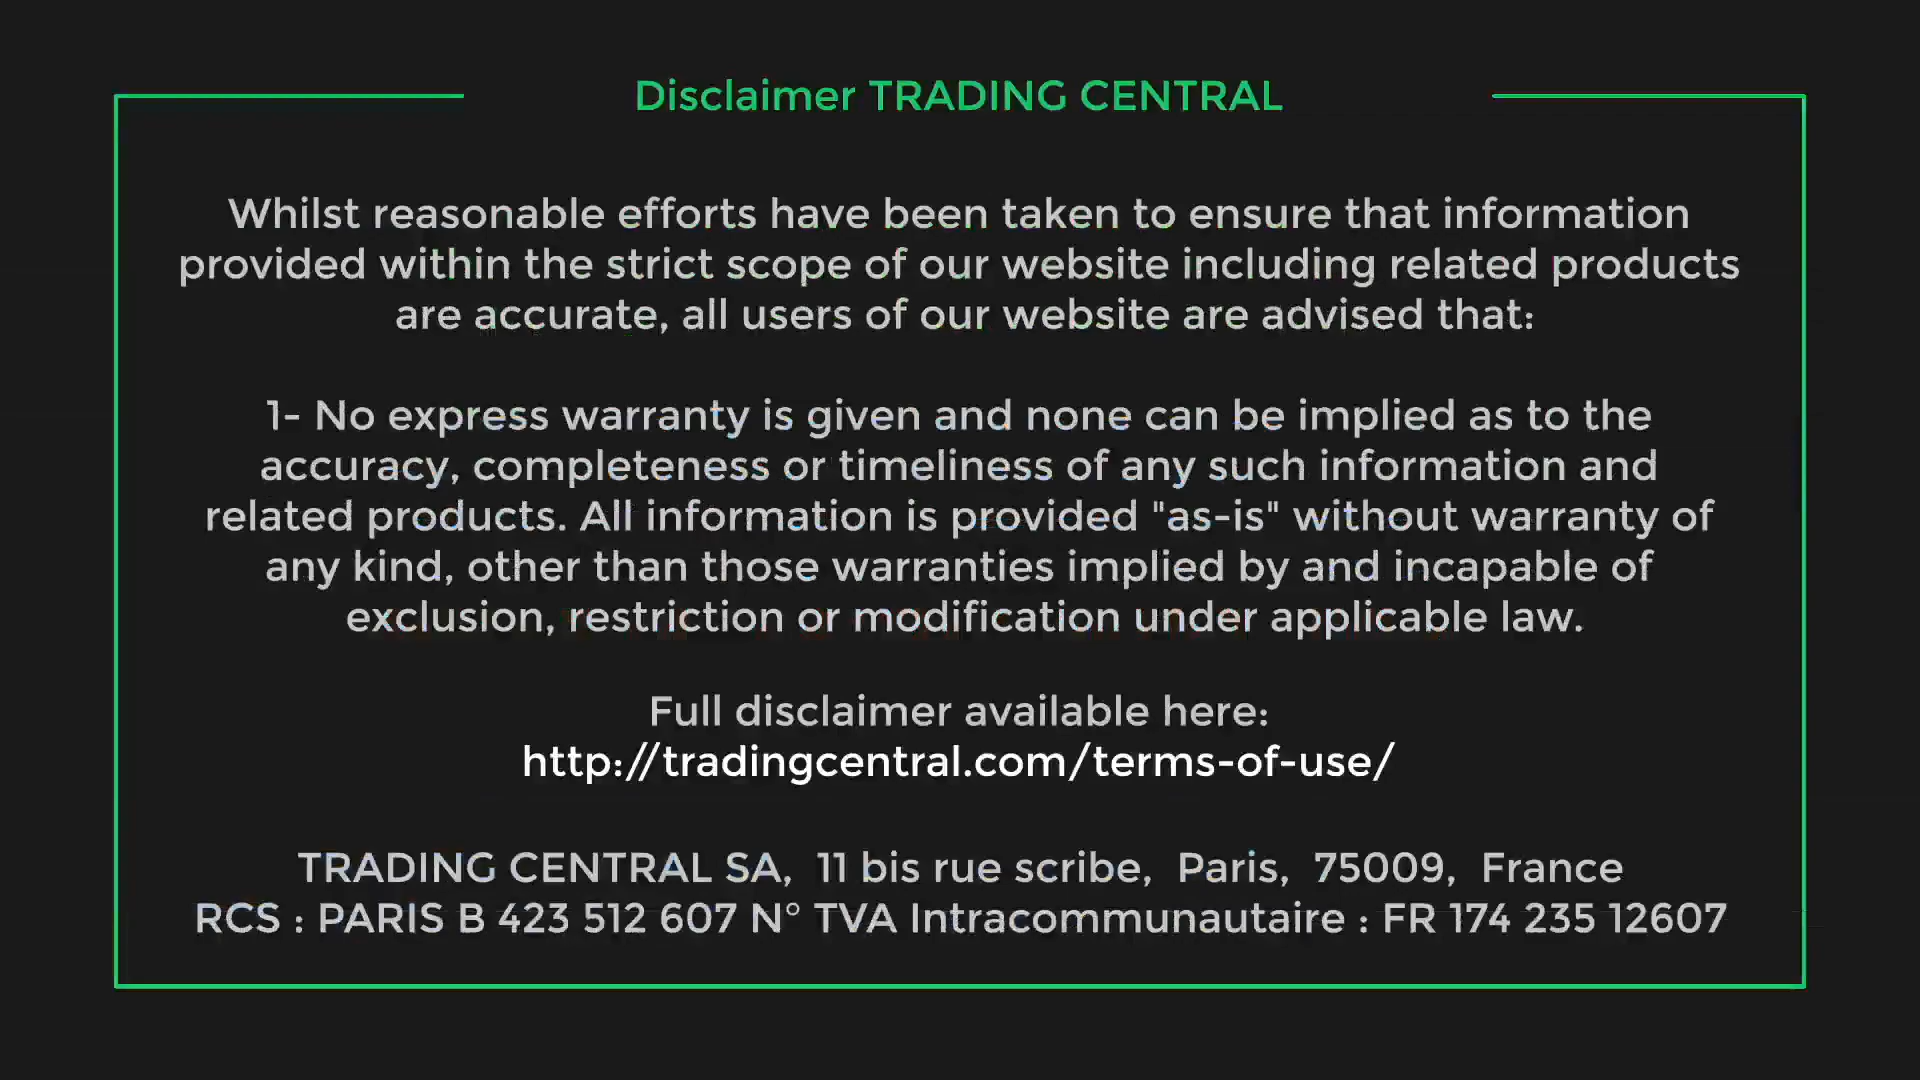 Disclaimer TRADING CENTRAL
Whilst reasonable efforts have been taken to ensure that information
provided within the strict scope of our website including related products
are accurate, all users of our website are advised that:
1- No express warranty is given and none can be implied as to the
accuracy, completeness or timeliness of any such information and
related products. All information is provided "as-is" without warranty of
any kind, other than those warranties implied by and incapable of
exclusion, restriction or modification under applicable law.
Full disclaimer available here:
http://tradingcentral.com/terms-of-use/
TRADING CENTRAL SA, 11 bis rue scribe, Paris, 75009, France
RCS : PARIS B 423 512 607 N° TVA Intracommunautaire : FR 174 235 12607